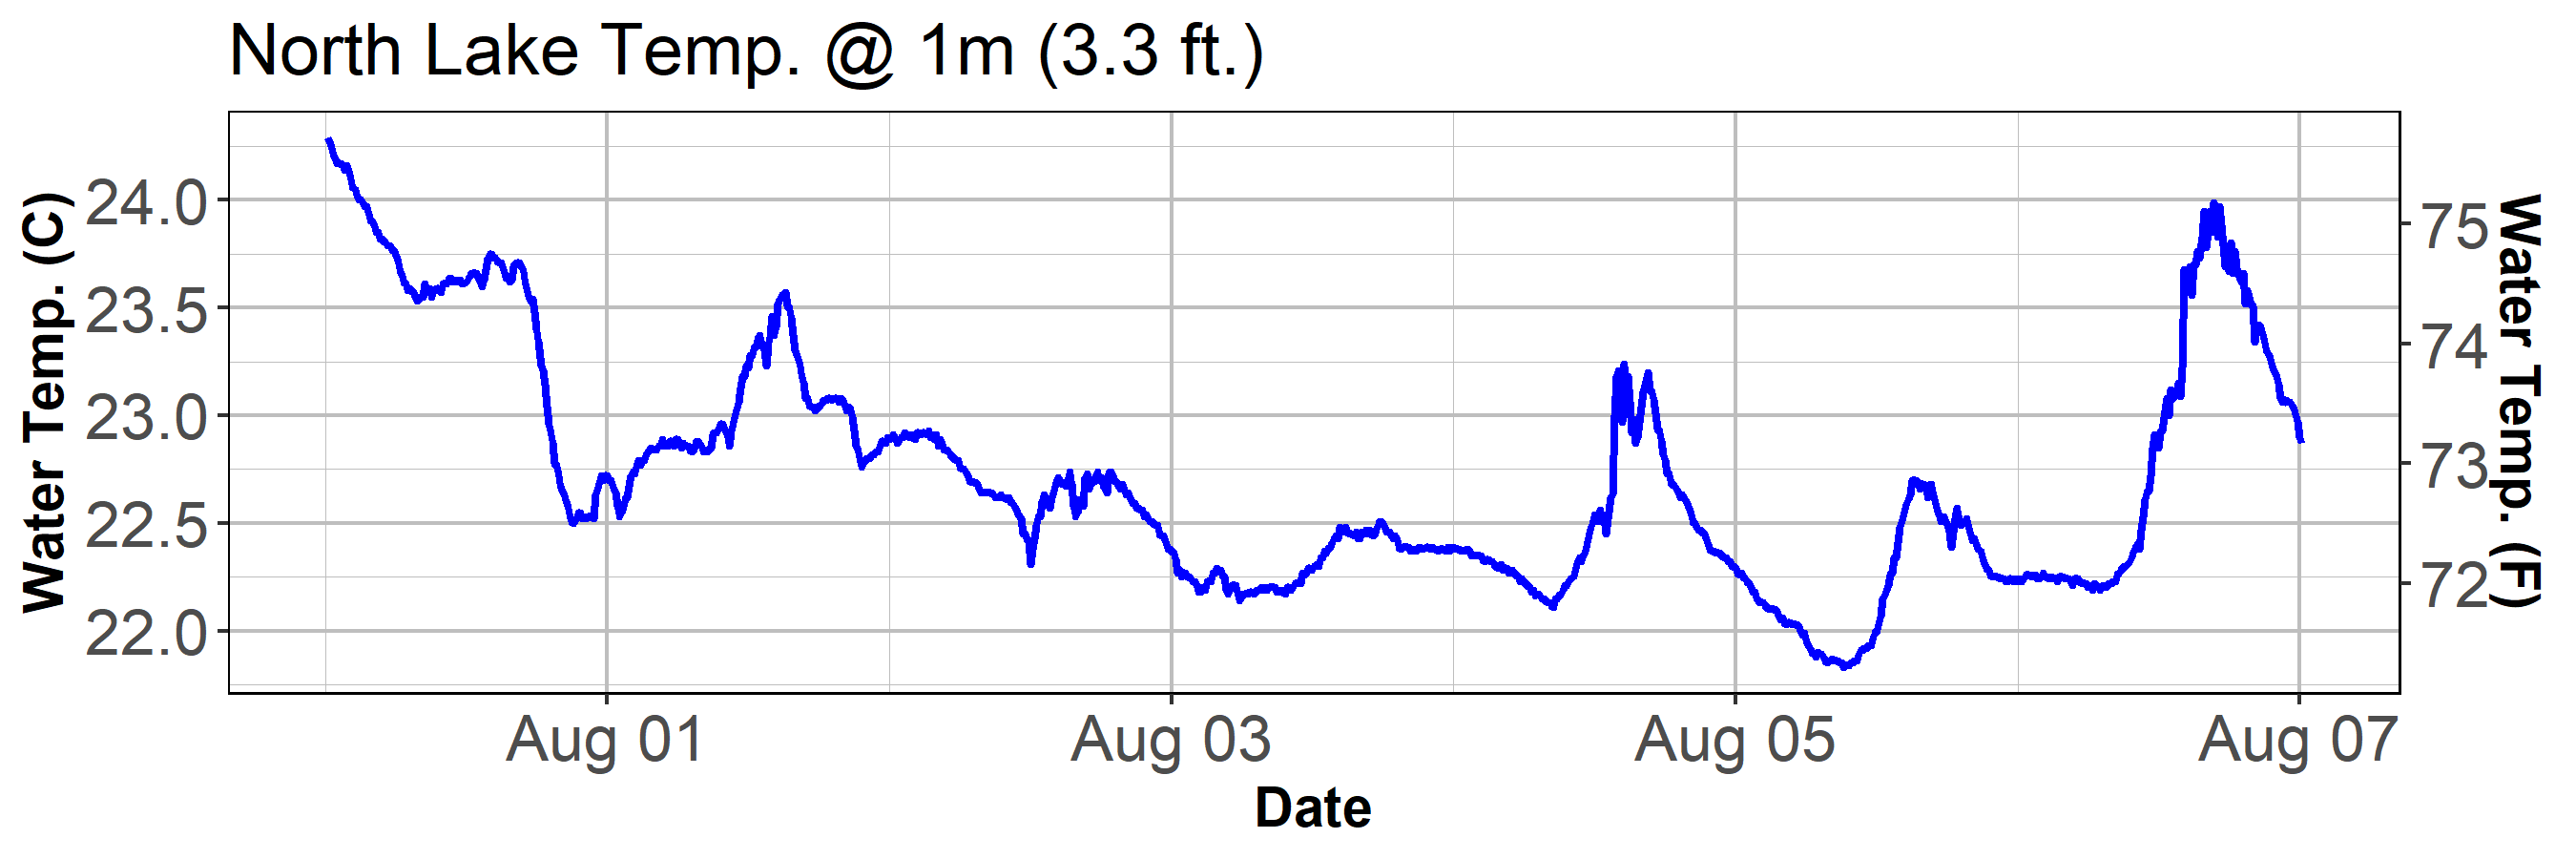 North Lake Temp. @ 1m (3.3 ft.)
Water Temp. (C)
24.0
23.5
23.0
22.5
22.0
75
74
73
72
Water Temp. (F)
Aug 01
Aug 03
Aug 05
Aug 07
Date